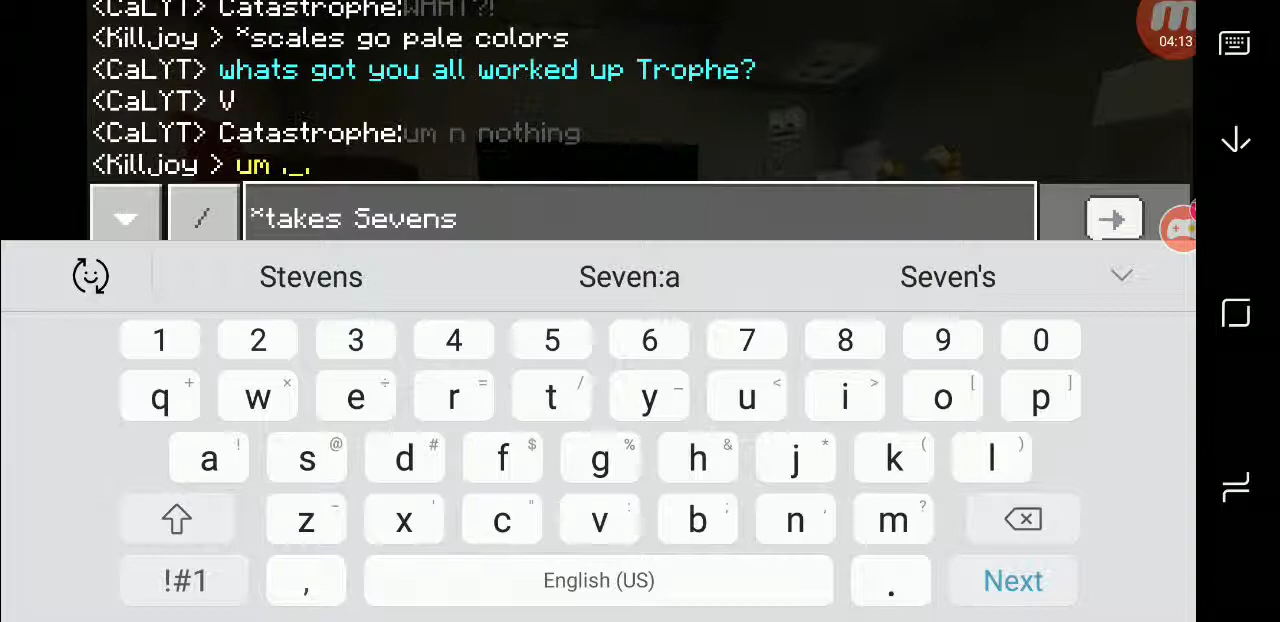 <CaLYT> Catastrophe:WHAT?!
<Killjoy > *scales go pale colors
<CaLYT> whats got you all worked up Trophe?
<CaLYT> V
<CaLYT> Catastrophe:um n nothing
<Killjoy > um ._.
04:13
/ *takes Sevens
Stevens Seven:a Seven's
1 2 3 4 5 6 7 8 9 0
q + w × e ÷ r = t / y _ u < i > o [ p ]
a ! s @ d # f $ g % h & j * k ( l )
z - x ' c " v : b ; n , m ?
!#1 , English (US) . Next